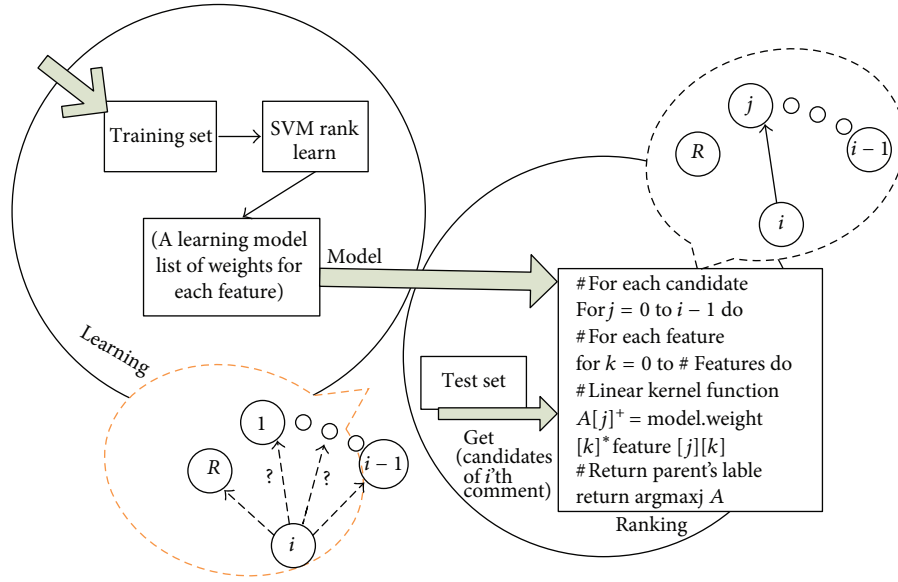 Training set
SVM rank
learn
(A learning model
list of weights for
each feature)
Model
Learning
1
R
?
?
i − 1
i
j
R
i − 1
i
Test set
Get
(candidates
of i'th
comment)
#For each candidate
For j = 0 to i − 1 do
#For each feature
for k = 0 to # Features do
#Linear kernel function
A[j]⁺ = model.weight
[k]* feature [j][k]
#Return parent's lable
return argmaxj A
Ranking